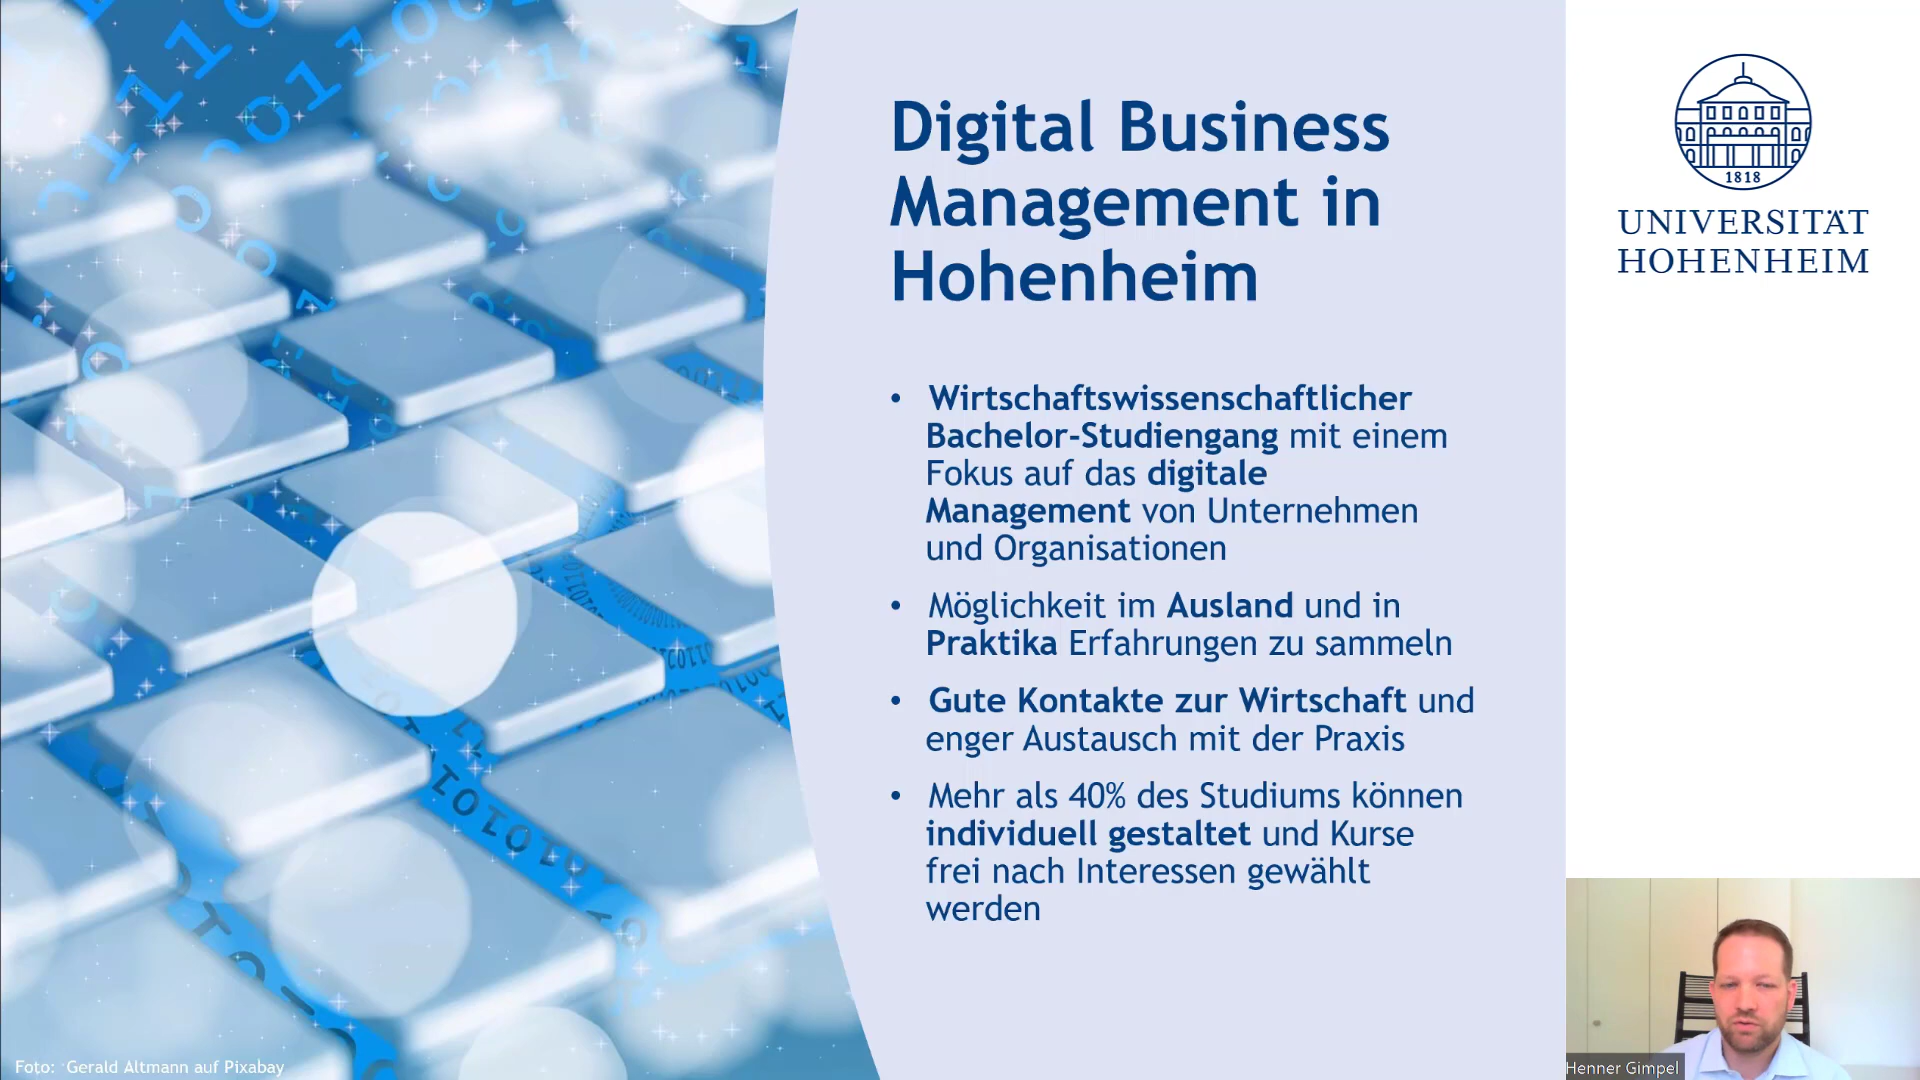 Digital Business
Management in
Hohenheim
• Wirtschaftswissenschaftlicher
Bachelor-Studiengang mit einem
Fokus auf das digitale
Management von Unternehmen
und Organisationen
• Möglichkeit im Ausland und in
Praktika Erfahrungen zu sammeln
• Gute Kontakte zur Wirtschaft und
enger Austausch mit der Praxis
• Mehr als 40% des Studiums können
individuell gestaltet und Kurse
frei nach Interessen gewählt
werden
1818
UNIVERSITÄT
HOHENHEIM
Foto: Gerald Altmann auf Pixabay
Henner Gimpel